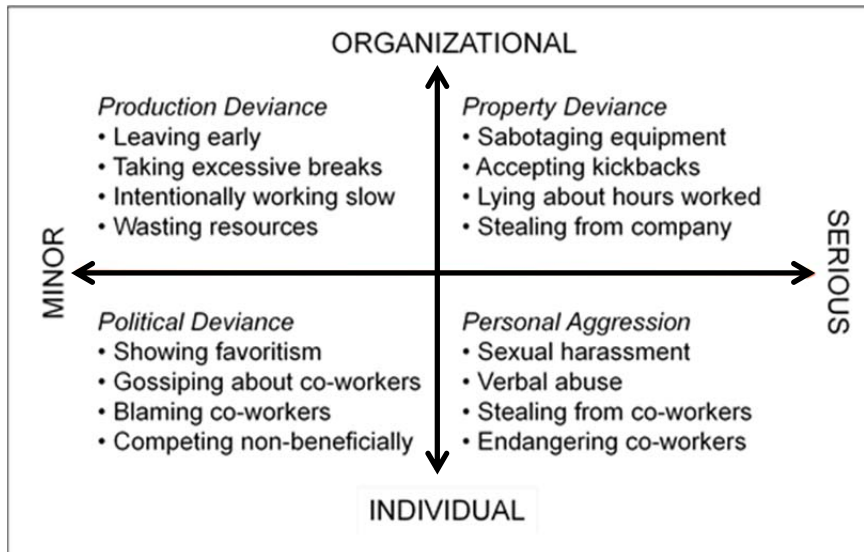 ORGANIZATIONAL
Production Deviance
• Leaving early
• Taking excessive breaks
• Intentionally working slow
• Wasting resources
Property Deviance
• Sabotaging equipment
• Accepting kickbacks
• Lying about hours worked
• Stealing from company
MINOR
SERIOUS
Political Deviance
• Showing favoritism
• Gossiping about co-workers
• Blaming co-workers
• Competing non-beneficially
Personal Aggression
• Sexual harassment
• Verbal abuse
• Stealing from co-workers
• Endangering co-workers
INDIVIDUAL